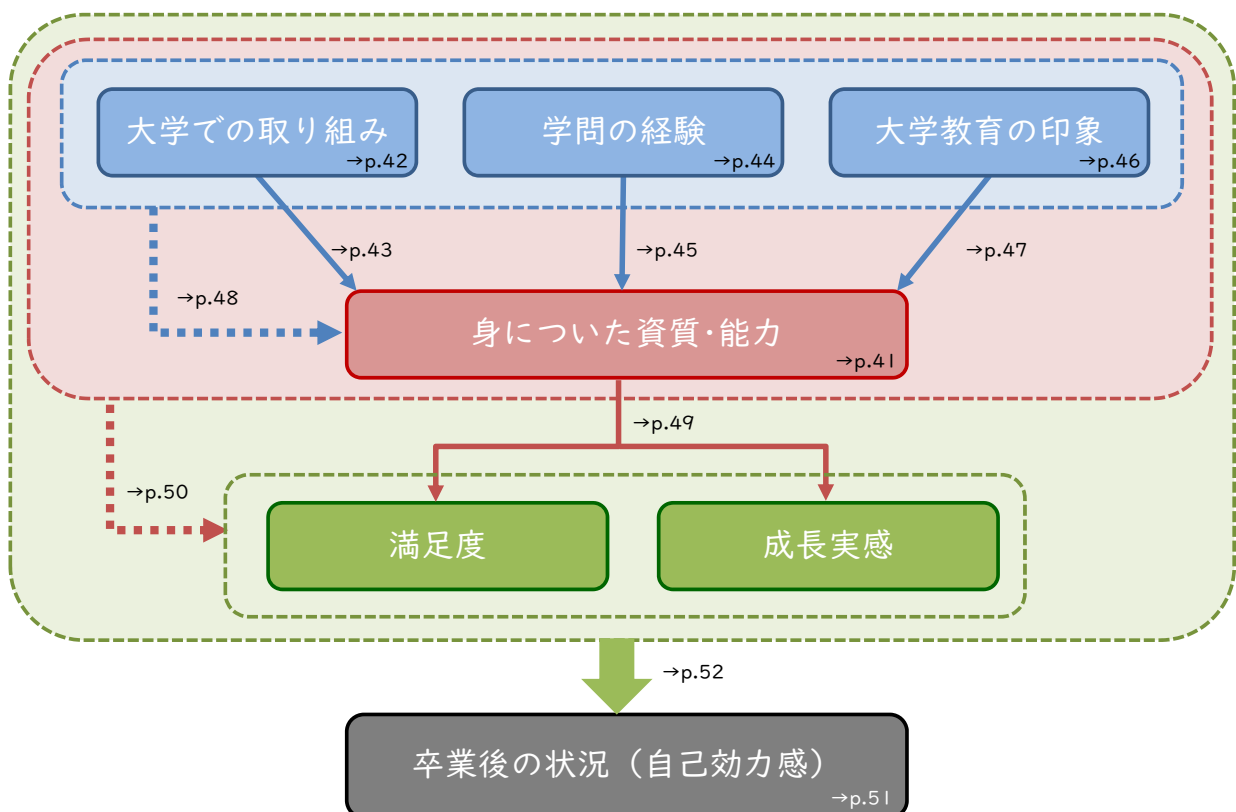 大学での取り組み
→p.42
学問の経験
→p.44
大学教育の印象
→p.46
→p.43
→p.45
→p.47
→p.48
身についた資質・能力
→p.41
→p.49
→p.50
満足度
成長実感
→p.52
卒業後の状況（自己効力感）
→p.51